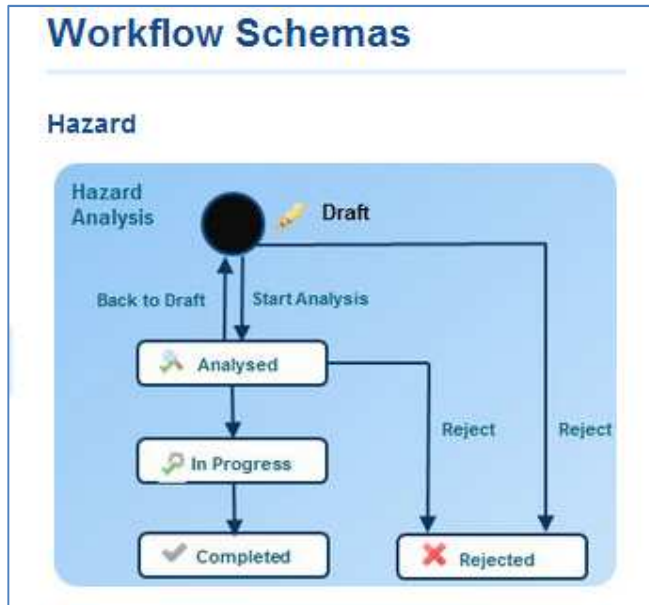 Workflow Schemas
Hazard
Hazard
Analysis
Draft
Back to Draft
Start Analysis
Analysed
Reject
Reject
In Progress
Completed
Rejected